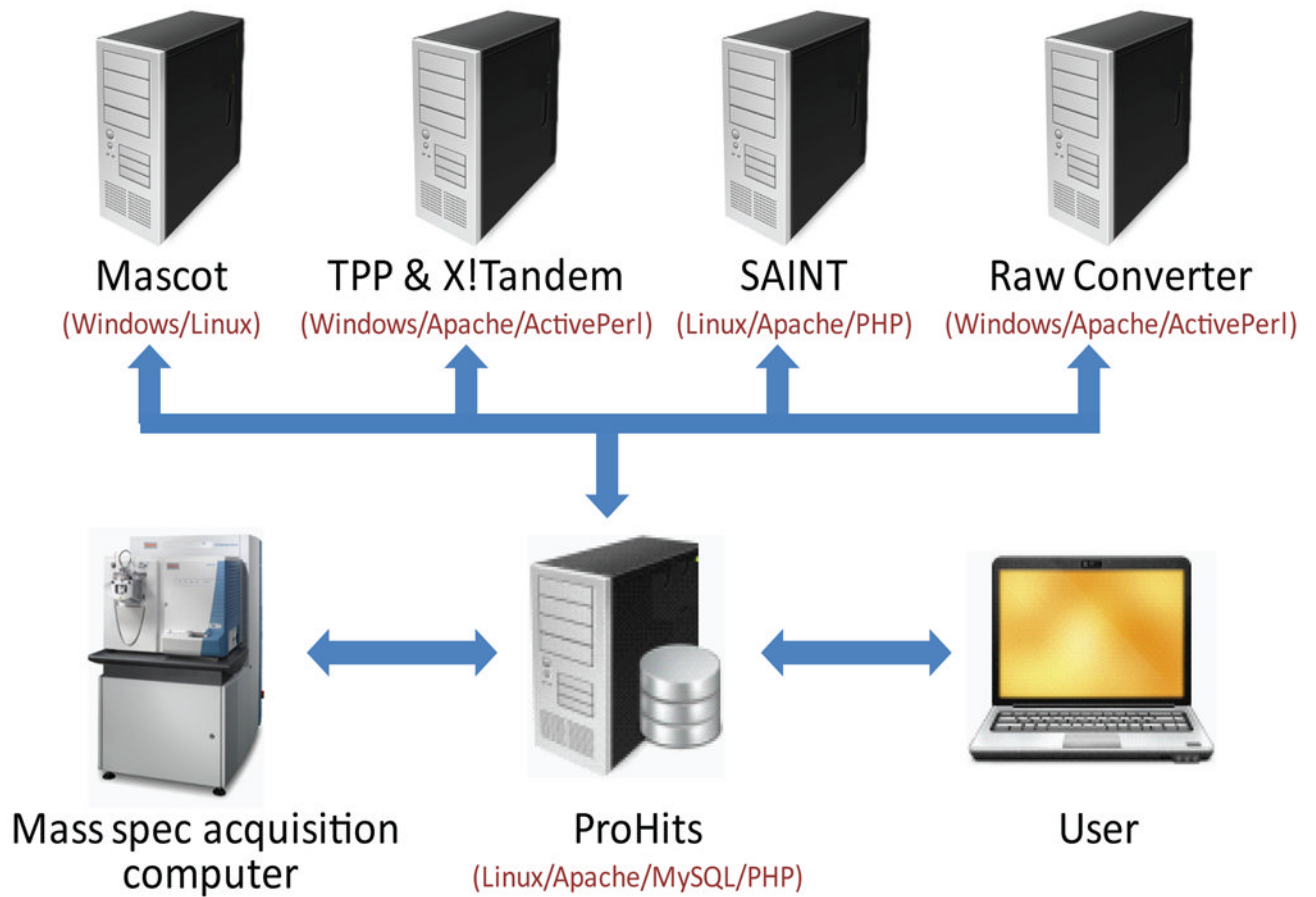 Mascot
(Windows/Linux)
TPP & X!Tandem
(Windows/Apache/ActivePerl)
SAINT
(Linux/Apache/PHP)
Raw Converter
(Windows/Apache/ActivePerl)
Mass spec acquisition
computer
ProHits
(Linux/Apache/MySQL/PHP)
User